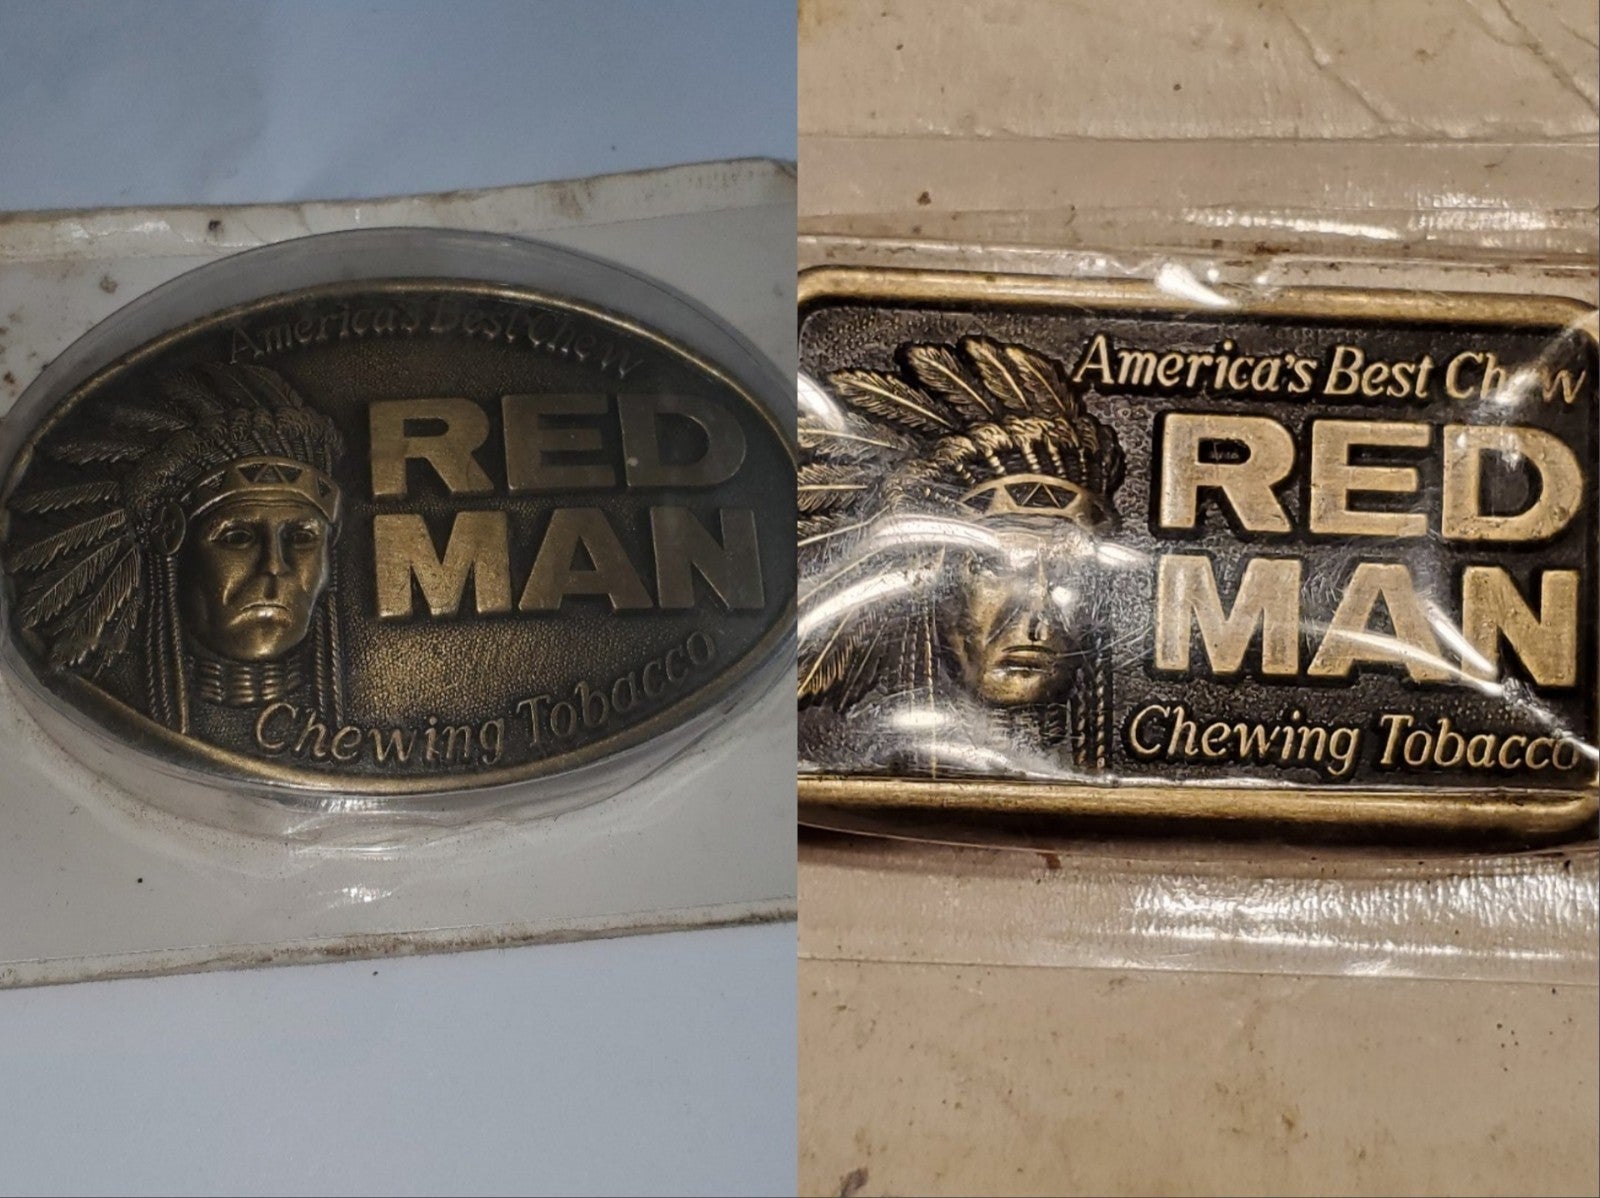 America's Best Chew
RED
MAN
Chewing Tobacco
America's Best Chew
RED
MAN
Chewing Tobacco